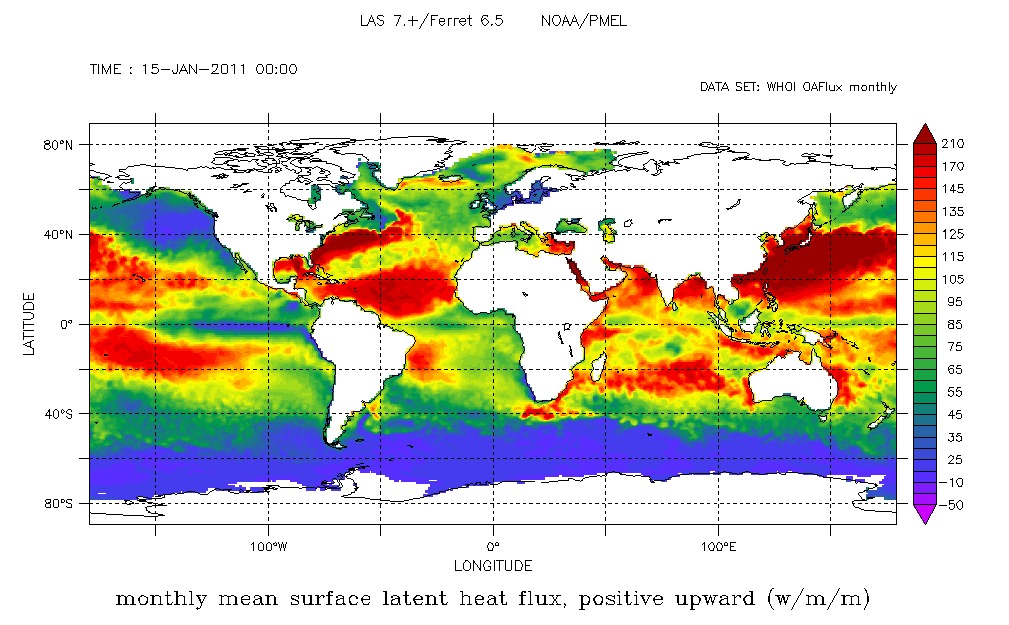 LAS 7.+/Ferret 6.5 NOAA/PMEL
TIME : 15-JAN-2011 00:00
DATA SET: WHOI OAFlux monthly
80°N
40°N
0°
40°S
80°S
LATITUDE
100°W 0° 100°E
LONGITUDE
210
170
145
135
125
115
105
95
85
75
65
55
45
35
25
-10
-50
monthly mean surface latent heat flux, positive upward (w/m/m)